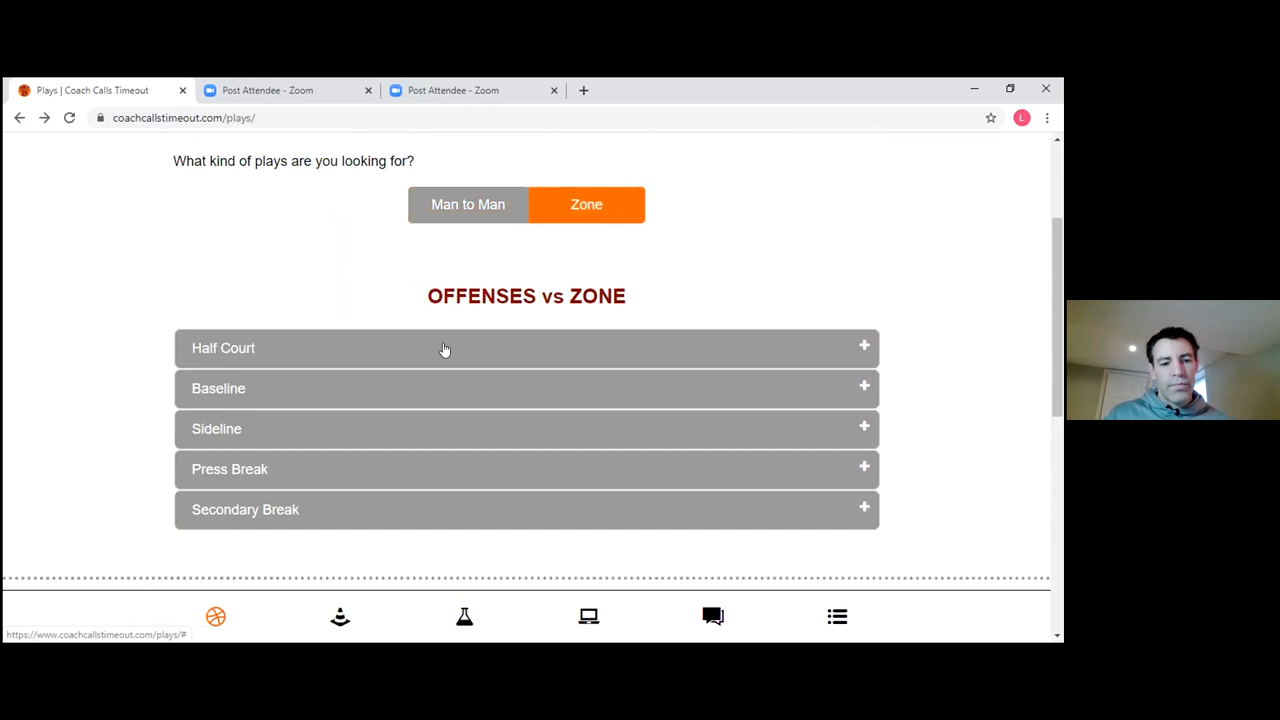 Plays | Coach Calls Timeout
Post Attendee - Zoom
Post Attendee - Zoom
coachcallstimeout.com/plays/
L
What kind of plays are you looking for?
Man to Man
Zone
OFFENSES vs ZONE
Half Court
Baseline
Sideline
Press Break
Secondary Break
https://www.coachcallstimeout.com/plays/#